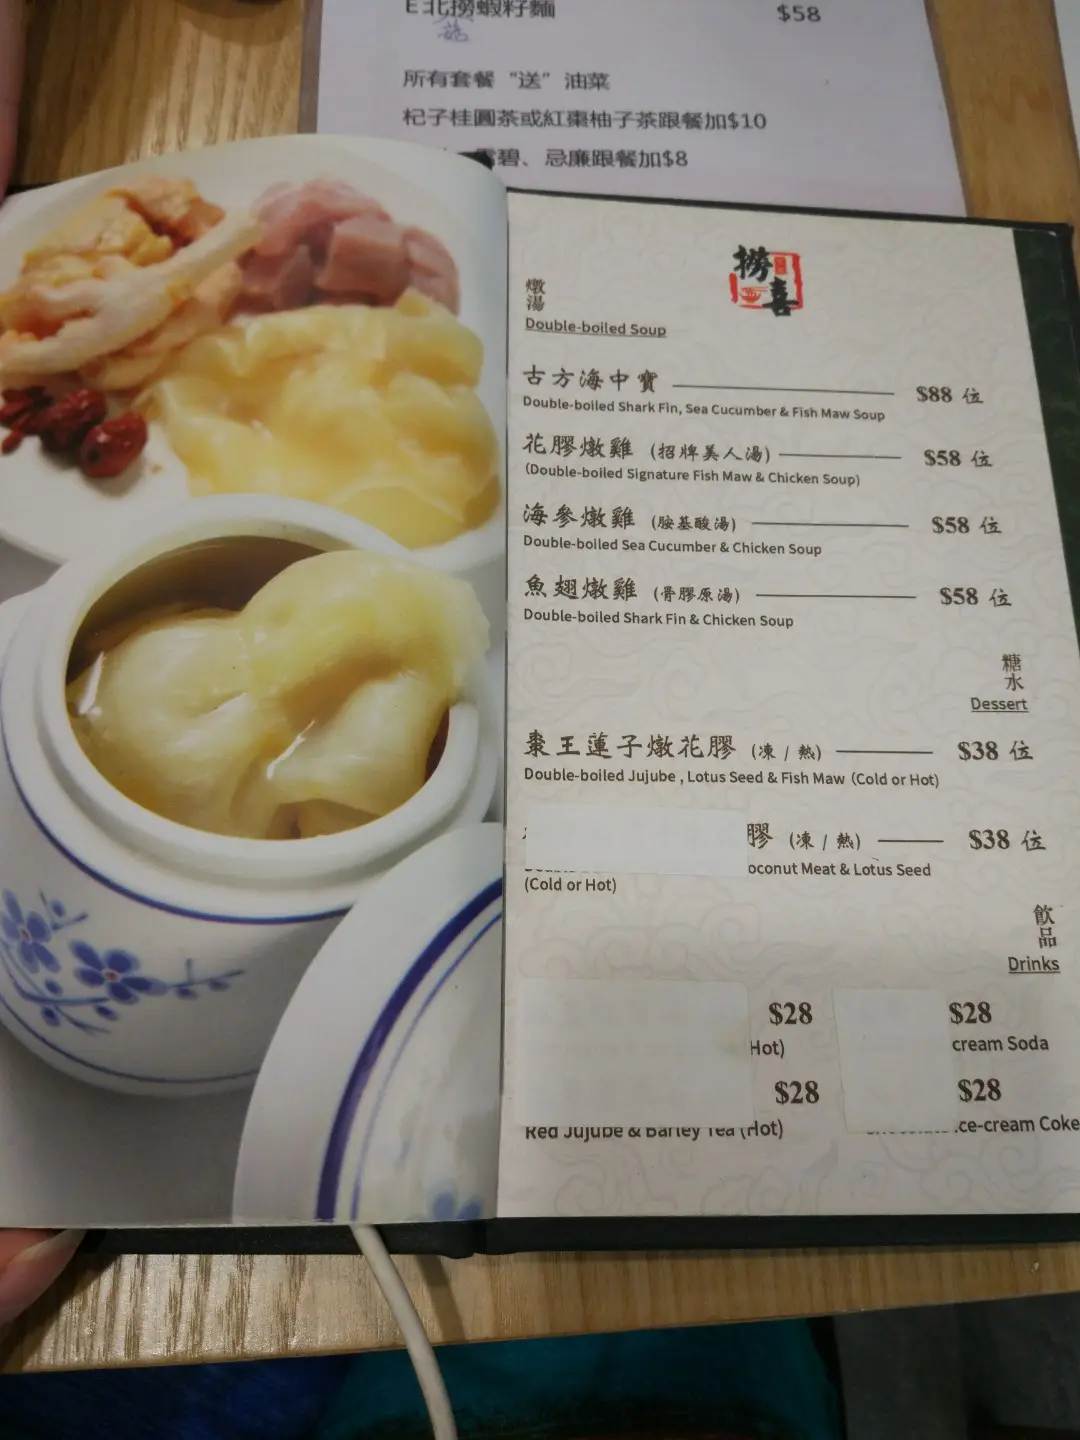 E北撈蝦籽麵 $58
菇
所有套餐“送”油菜
杞子桂圓茶或紅棗柚子茶跟餐加$10
雪碧、忌廉跟餐加$8
撈喜
燉湯
Double-boiled Soup
古方海中寶 $88 位
Double-boiled Shark Fin, Sea Cucumber & Fish Maw Soup
花膠燉雞 (招牌美人湯) $58 位
(Double-boiled Signature Fish Maw & Chicken Soup)
海參燉雞 (胺基酸湯) $58 位
Double-boiled Sea Cucumber & Chicken Soup
魚翅燉雞 (骨膠原湯) $58 位
Double-boiled Shark Fin & Chicken Soup
糖水
Dessert
棗王蓮子燉花膠 (凍 / 熱) $38 位
Double-boiled Jujube , Lotus Seed & Fish Maw (Cold or Hot)
膠 (凍 / 熱) $38 位
oconut Meat & Lotus Seed
(Cold or Hot)
飲品
Drinks
$28 $28
Hot) cream Soda
$28 $28
Red Jujube & Barley Tea (Hot) ce-cream Coke